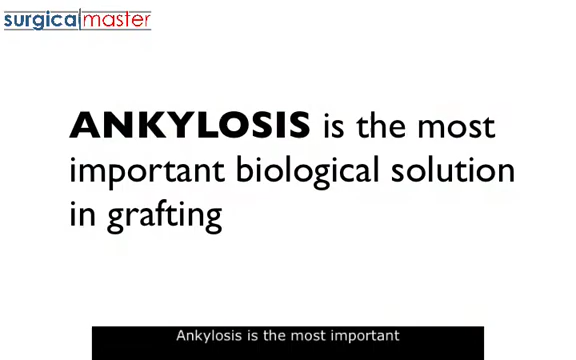 surgicalmaster
ANKYLOSIS is the most
important biological solution
in grafting
Ankylosis is the most important